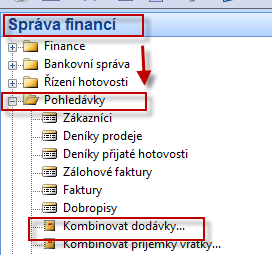 Správa financí
Finance
Bankovní správa
Řízení hotovosti
Pohledávky
Zákazníci
Deníky prodeje
Deníky přijaté hotovosti
Zálohové faktury
Faktury
Dobropisy
Kombinovat dodávky...
Kombinovat příjemky vratky...